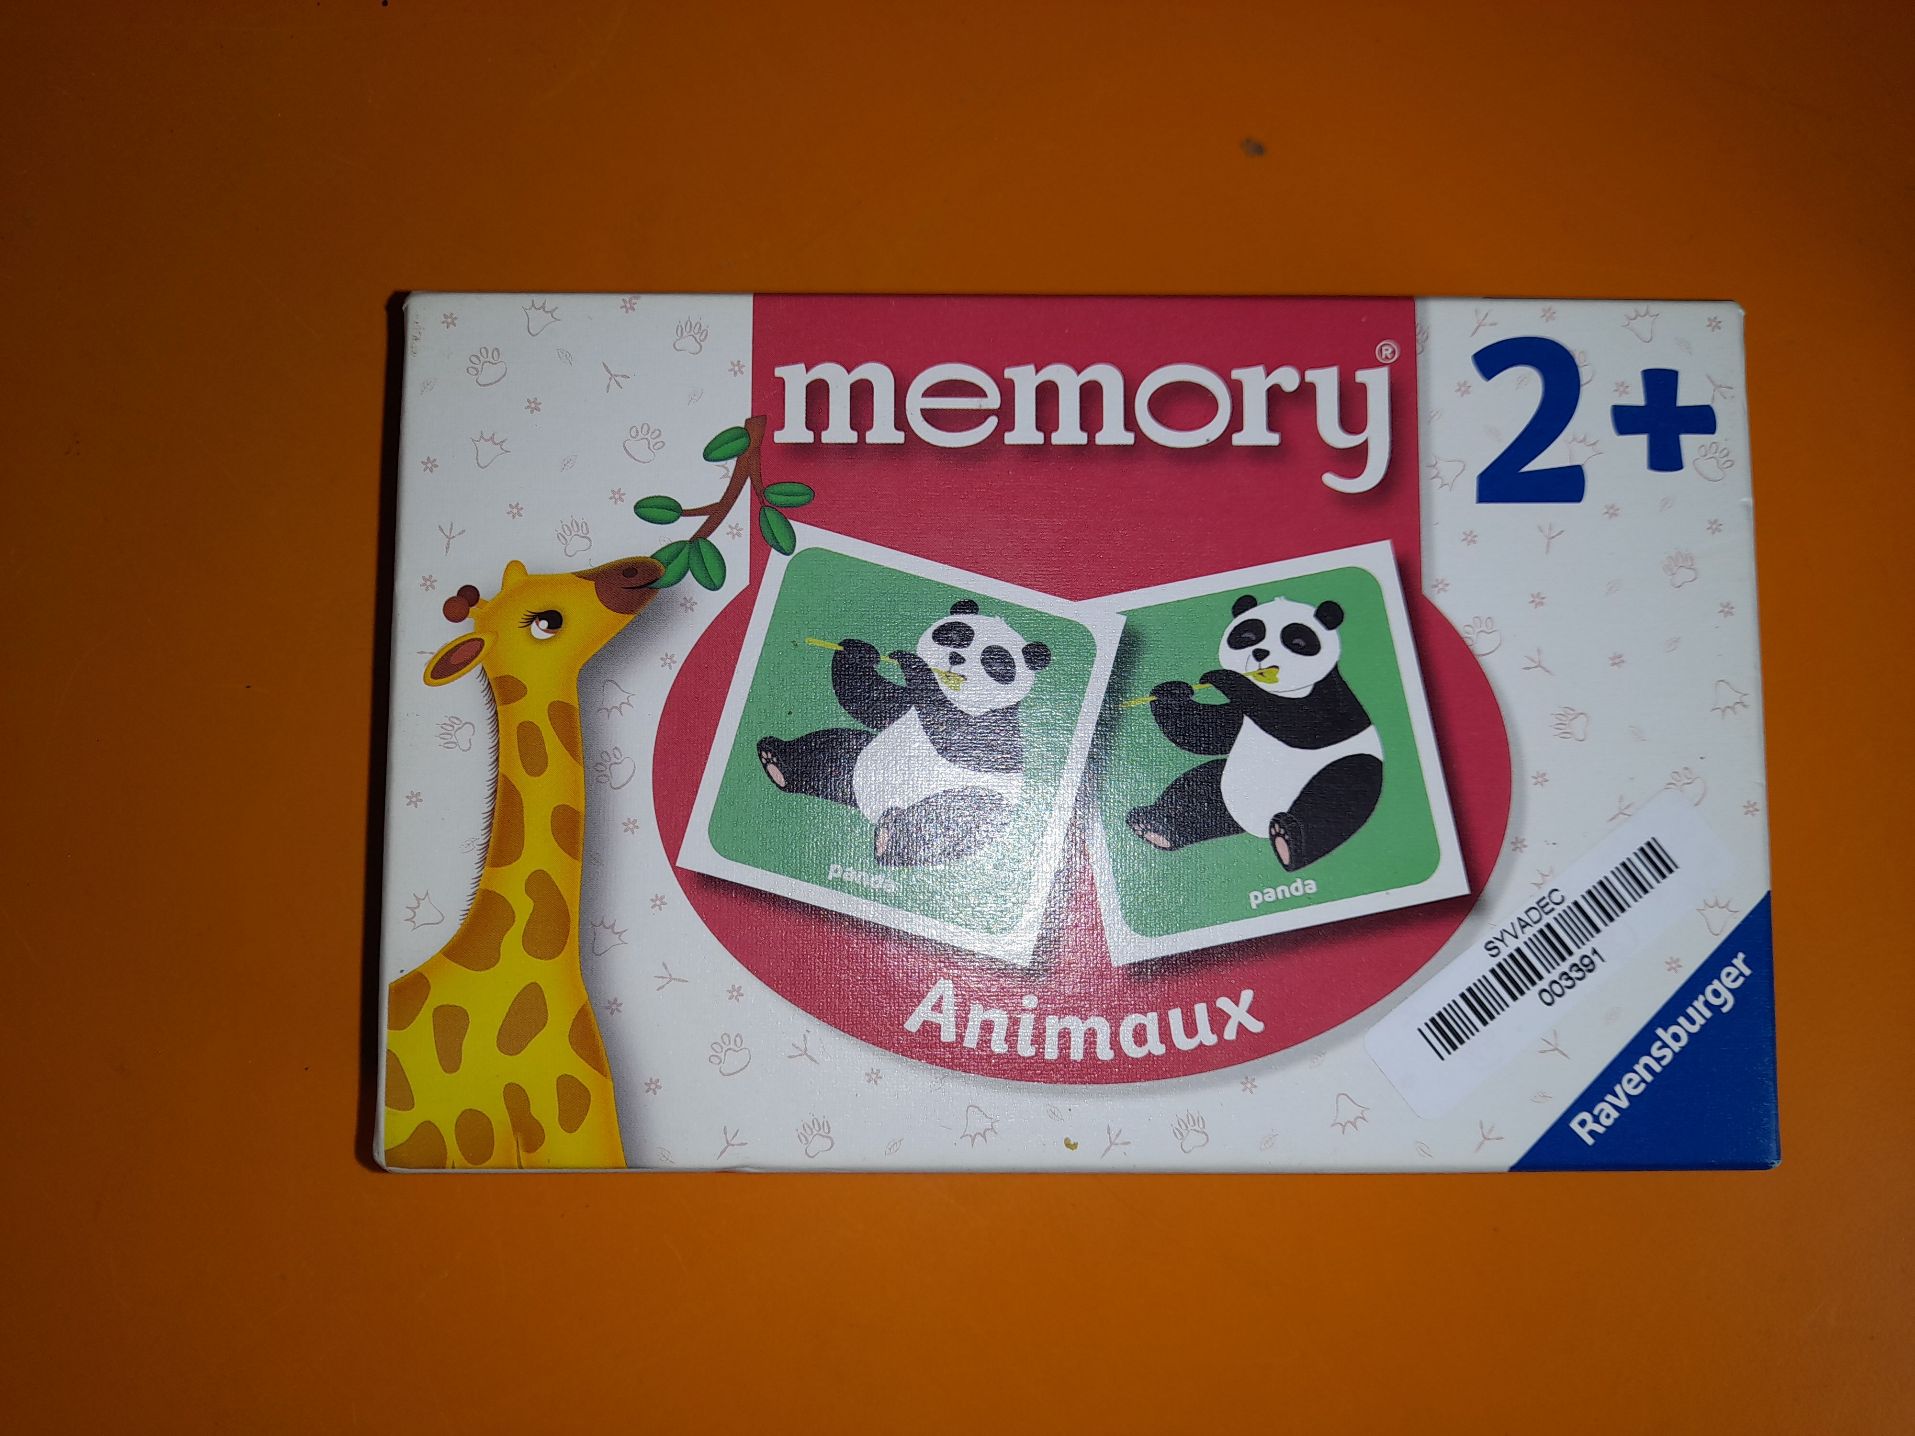 memory®
2+
panda
panda
Animaux
SYVADEC
003391
Ravensburger